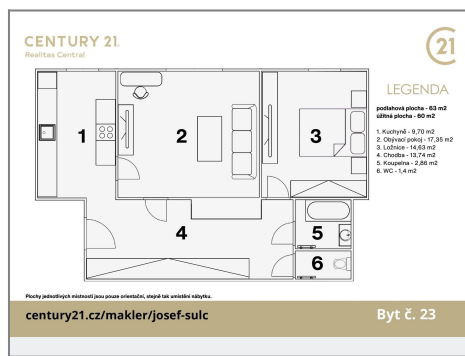 CENTURY 21.
Realitas Central
C21
LEGENDA
podlahová plocha - 63 m2
úžitná plocha - 60 m2
1. Kuchyně - 9,70 m2
2. Obývací pokoj - 17,35 m2
3. Ložnice - 14,63 m2
4. Chodba - 13,74 m2
5. Koupelna - 2,86 m2
6. WC - 1,4 m2
1
2
3
4
5
6
Plochy jednotlivých místností jsou pouze orientační, stejně tak umístění nábytku.
century21.cz/makler/josef-sulc
Byt č. 23